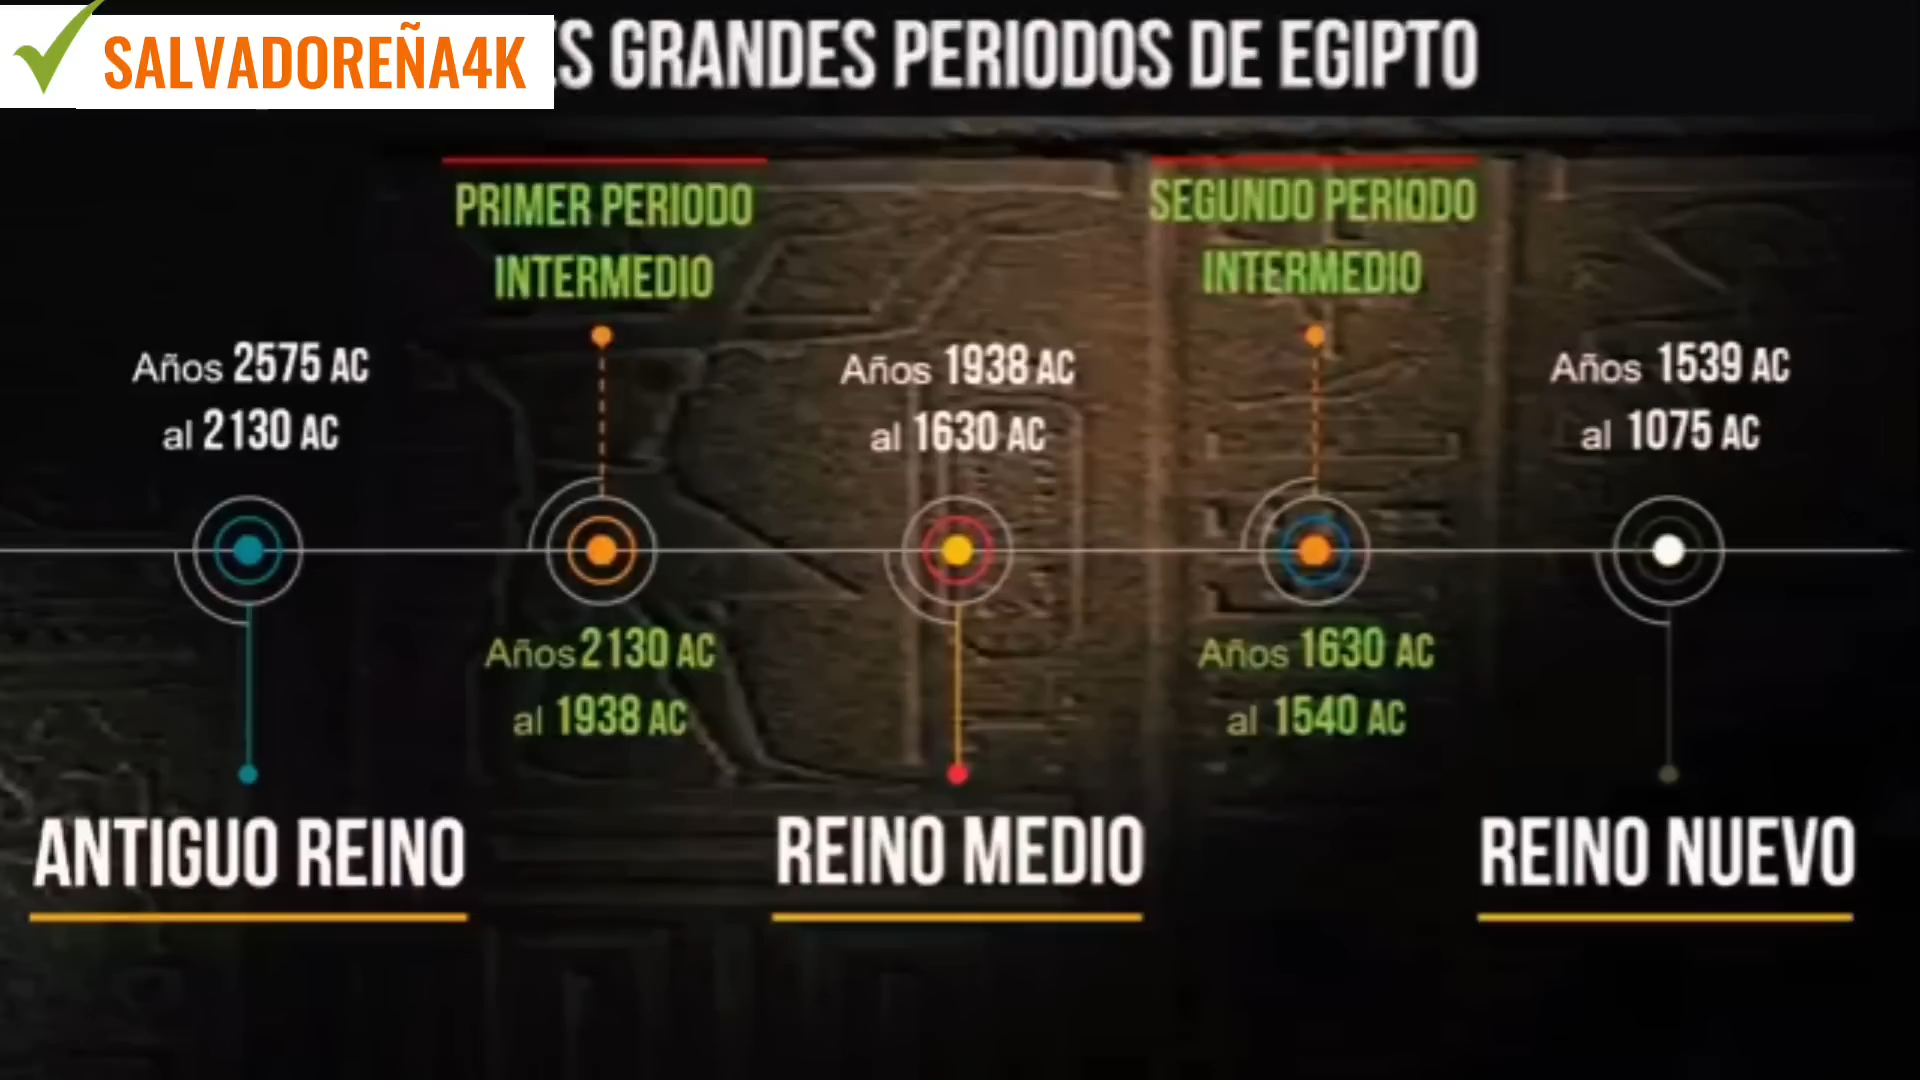 SALVADOREÑA4K
GRANDES PERIODOS DE EGIPTO
PRIMER PERIODO
INTERMEDIO
SEGUNDO PERIODO
INTERMEDIO
Años 2575 AC
al 2130 AC
Años 1938 AC
al 1630 AC
Años 1539 AC
al 1075 AC
Años 2130 AC
al 1938 AC
Años 1630 AC
al 1540 AC
ANTIGUO REINO
REINO MEDIO
REINO NUEVO